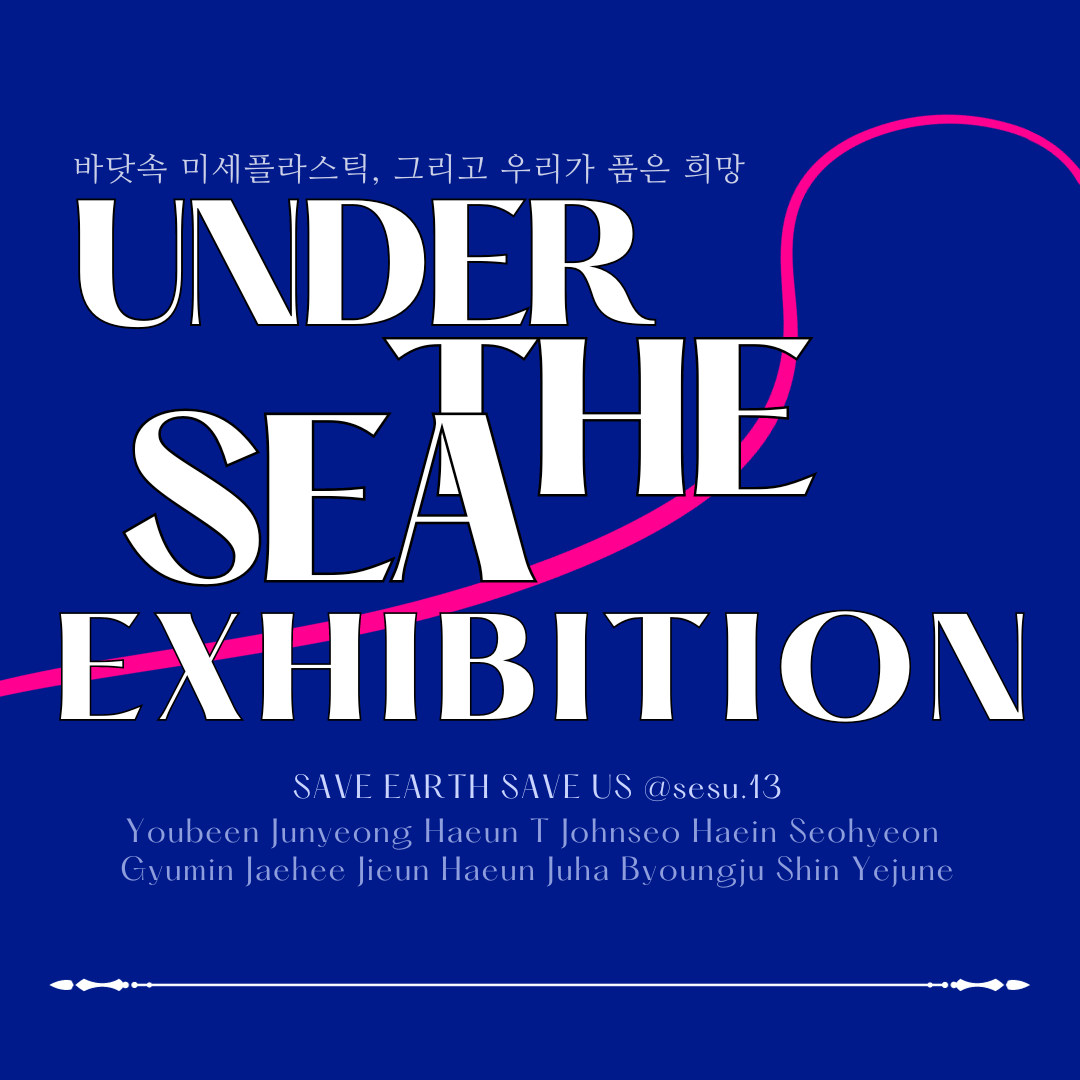 바닷속 미세플라스틱, 그리고 우리가 품은 희망
UNDER
THE
SEA
EXHIBITION
SAVE EARTH SAVE US @sesu.13
Youbeen Junyeong Haeun T Johnseo Haein Seohyeon
Gyumin Jaehee Jieun Haeun Juha Byoungju Shin Yejune